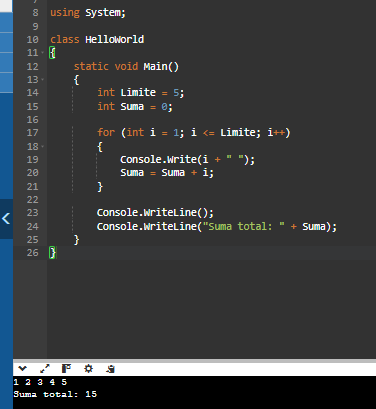 8 using System;
9
10 class HelloWorld
11 {
12     static void Main()
13     {
14         int Limite = 5;
15         int Suma = 0;
16
17         for (int i = 1; i <= Limite; i++)
18         {
19             Console.Write(i + " ");
20             Suma = Suma + i;
21         }
22
23         Console.WriteLine();
24         Console.WriteLine("Suma total: " + Suma);
25     }
26 }
1 2 3 4 5
Suma total: 15